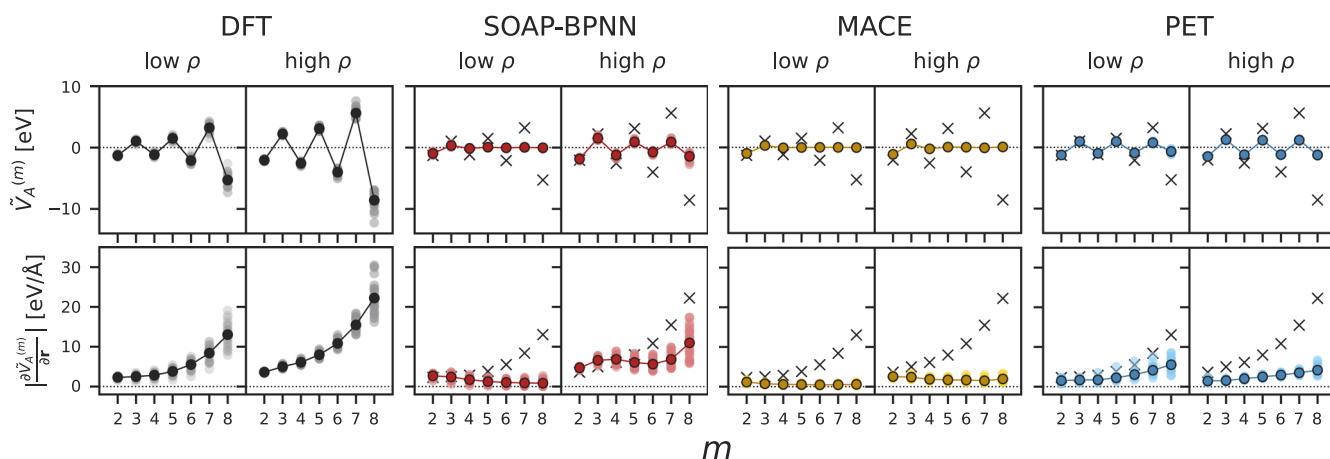 DFT SOAP-BPNN MACE PET
low ρ high ρ low ρ high ρ low ρ high ρ low ρ high ρ
10
0
−10
Ṽ_A^(m) [eV]
30
20
10
0
|∂Ṽ_A^(m)/∂r| [eV/Å]
2 3 4 5 6 7 8 2 3 4 5 6 7 8 2 3 4 5 6 7 8 2 3 4 5 6 7 8 2 3 4 5 6 7 8 2 3 4 5 6 7 8 2 3 4 5 6 7 8 2 3 4 5 6 7 8
m